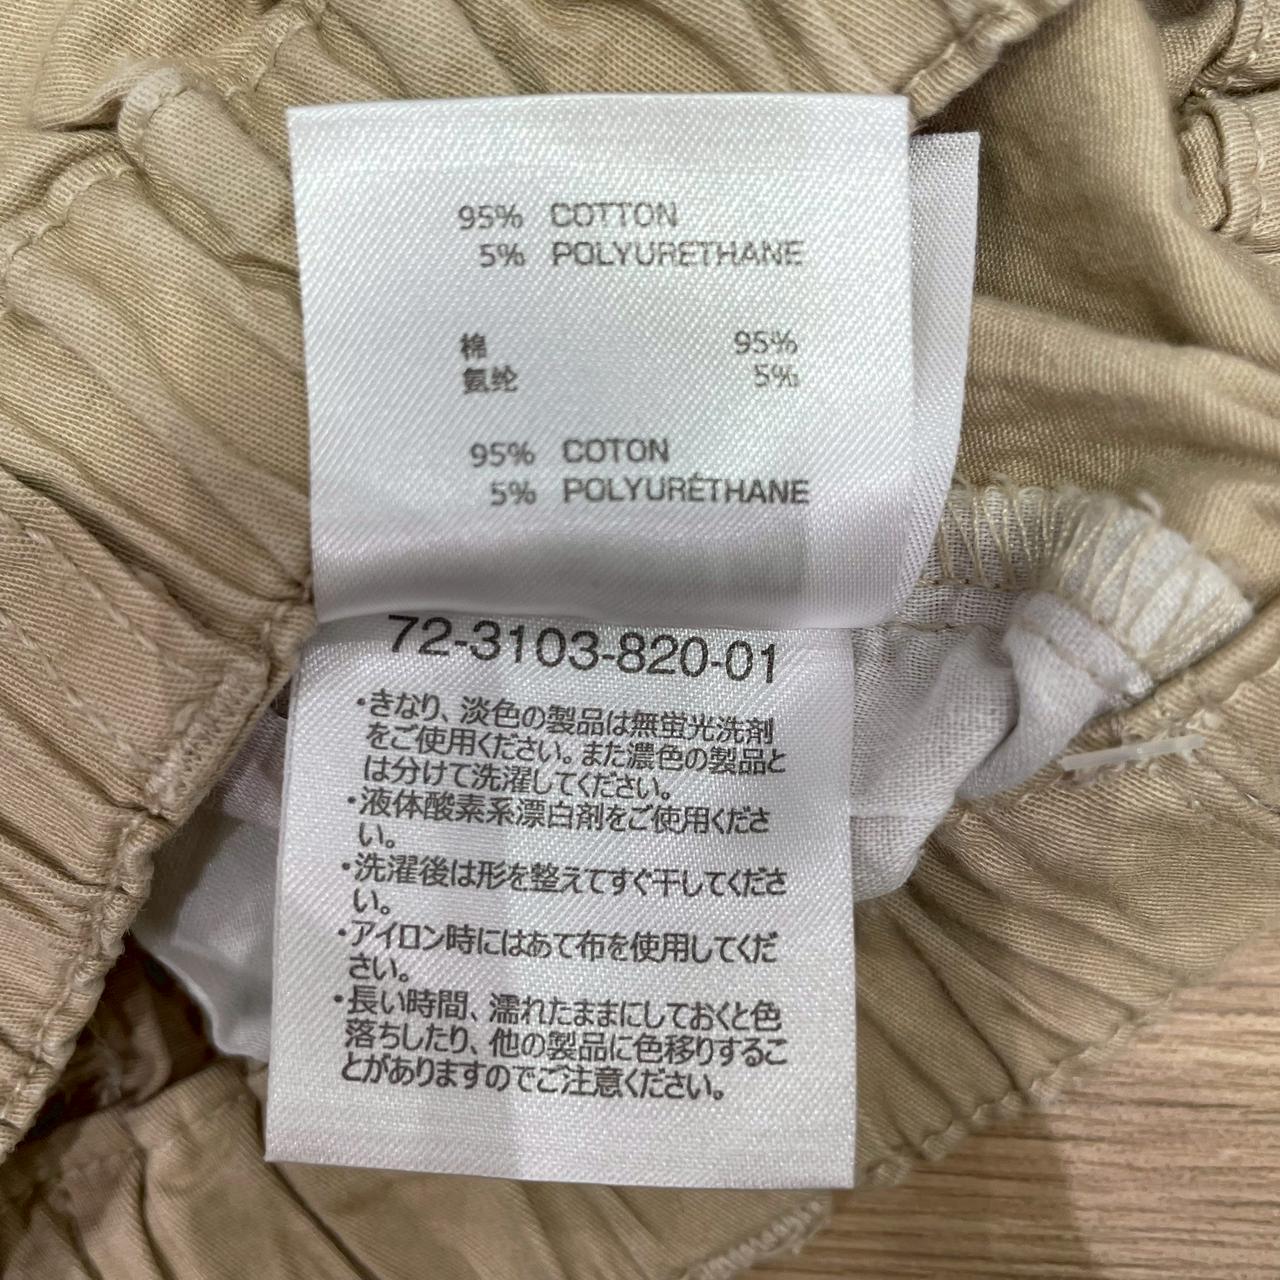 95% COTTON
5% POLYURETHANE
棉 95%
氨纶 5%
95% COTON
5% POLYURÉTHANE
72-3103-820-01
・きなり、淡色の製品は無蛍光洗剤
をご使用ください。また濃色の製品と
は分けて洗濯してください。
・液体酸素系漂白剤をご使用くださ
い。
・洗濯後は形を整えてすぐ干してくださ
い。
・アイロン時にはあて布を使用してくだ
さい。
・長い時間、濡れたままにしておくと色
落ちしたり、他の製品に色移りするこ
とがありますのでご注意ください。